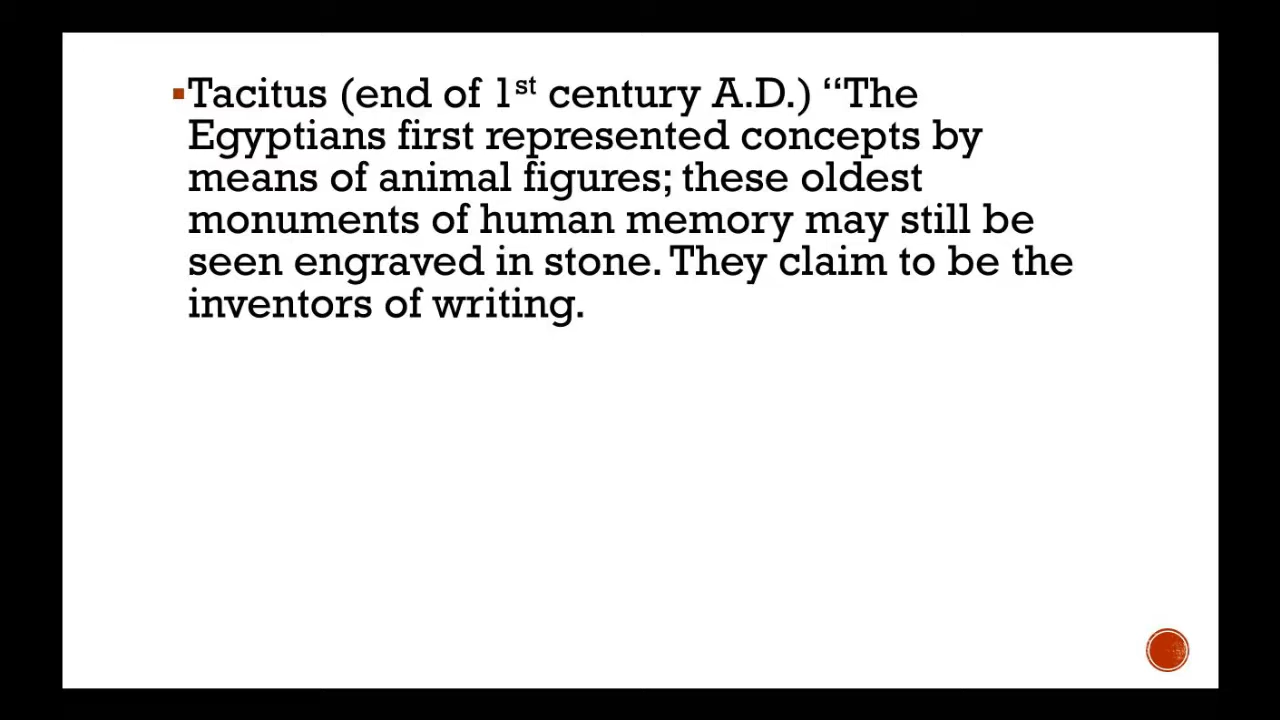 ▪Tacitus (end of 1st century A.D.) “The
Egyptians first represented concepts by
means of animal figures; these oldest
monuments of human memory may still be
seen engraved in stone. They claim to be the
inventors of writing.